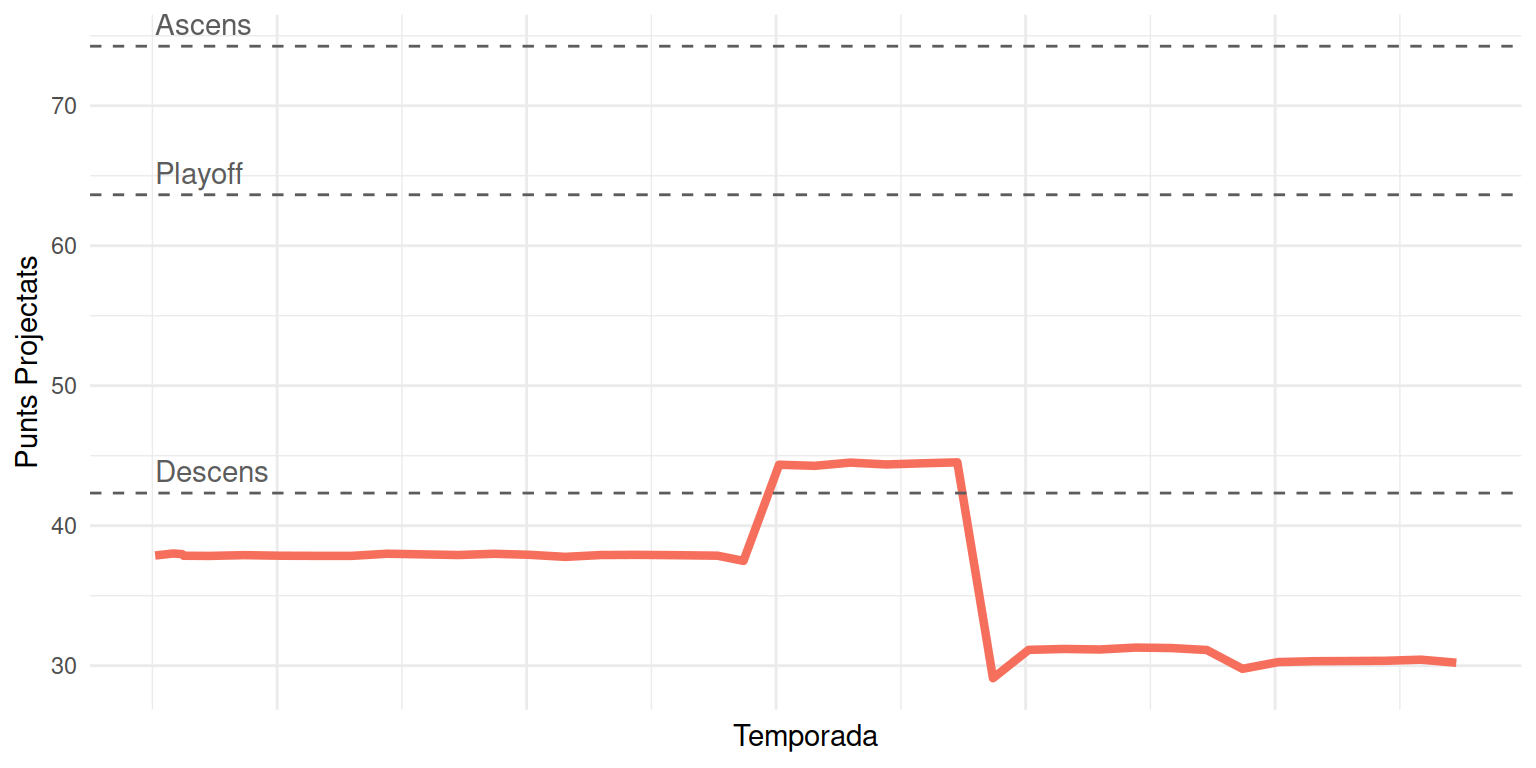 Ascens
70
Playoff
60
Punts Projectats
50
Descens
40
30
Temporada